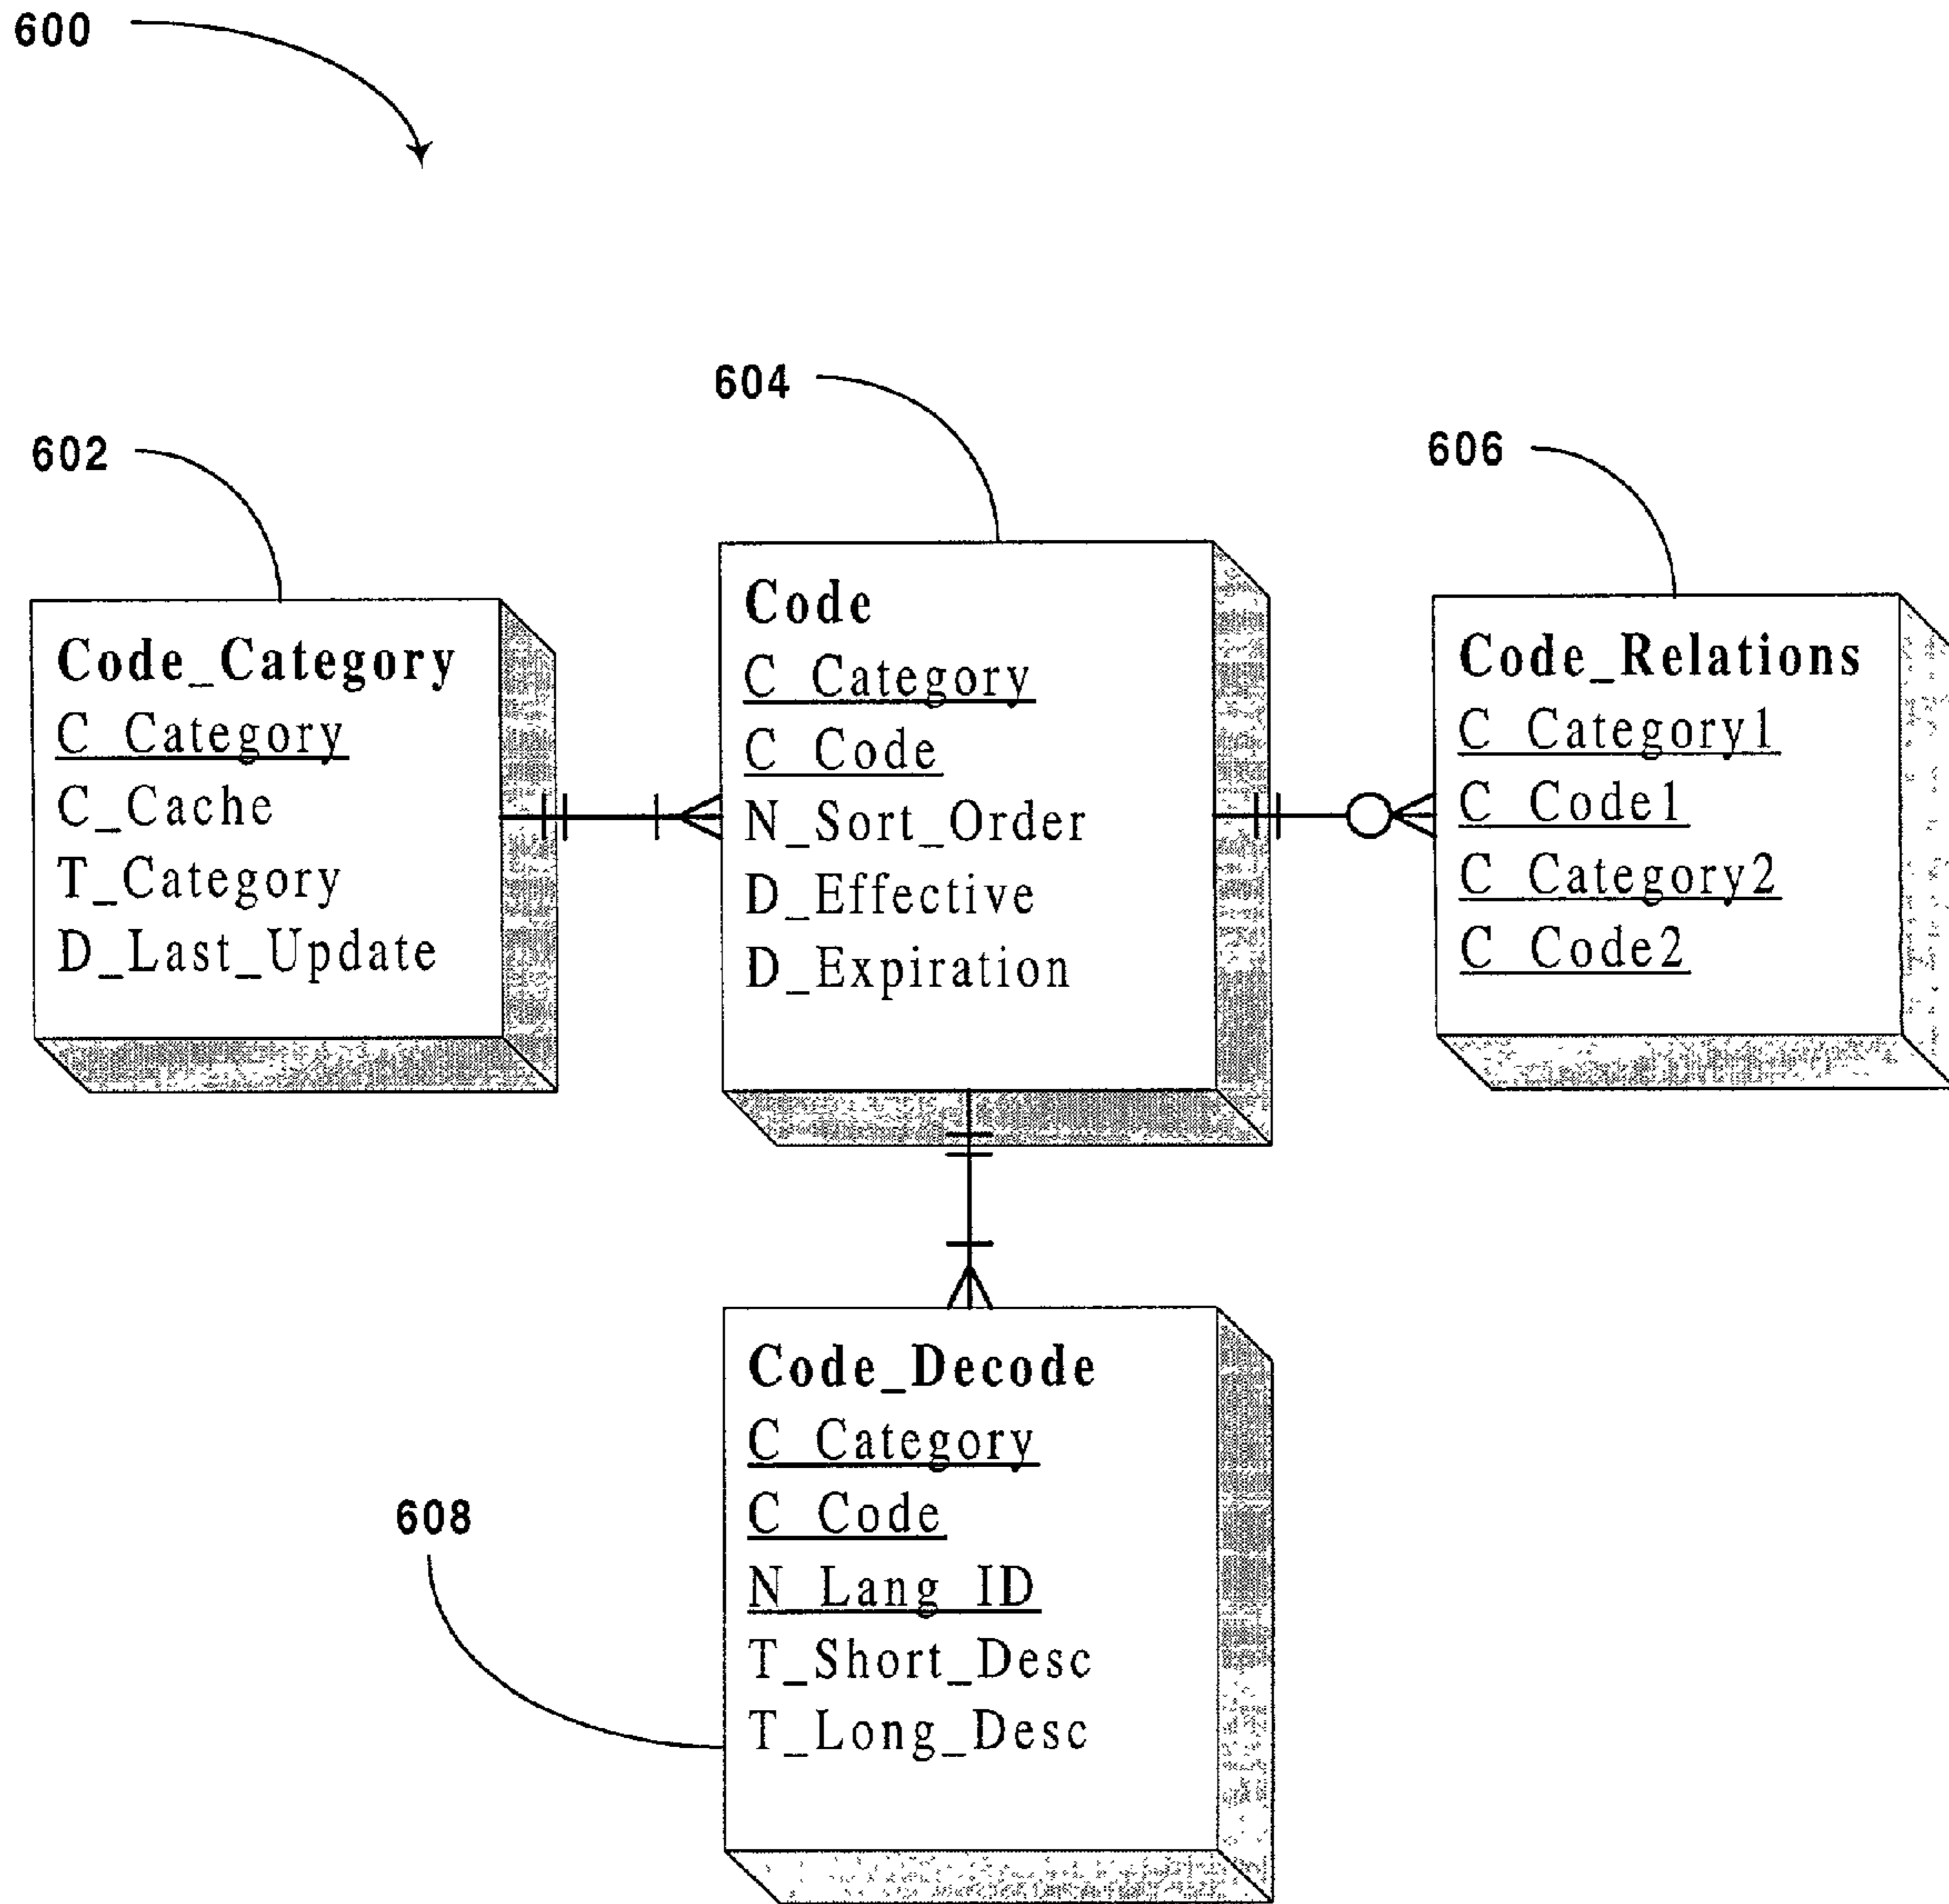 600
604
602
606
Code_Category
C_Category
C_Cache
T_Category
D_Last_Update
Code
C_Category
C_Code
N_Sort_Order
D_Effective
D_Expiration
Code_Relations
C_Category1
C_Code1
C_Category2
C_Code2
608
Code_Decode
C_Category
C_Code
N_Lang_ID
T_Short_Desc
T_Long_Desc